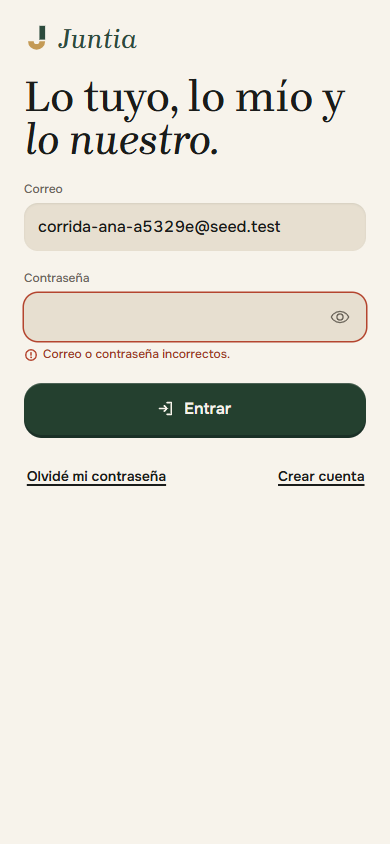 Juntia
Lo tuyo, lo mío y
lo nuestro.
Correo
corrida-ana-a5329e@seed.test
Contraseña
Correo o contraseña incorrectos.
Entrar
Olvidé mi contraseña
Crear cuenta